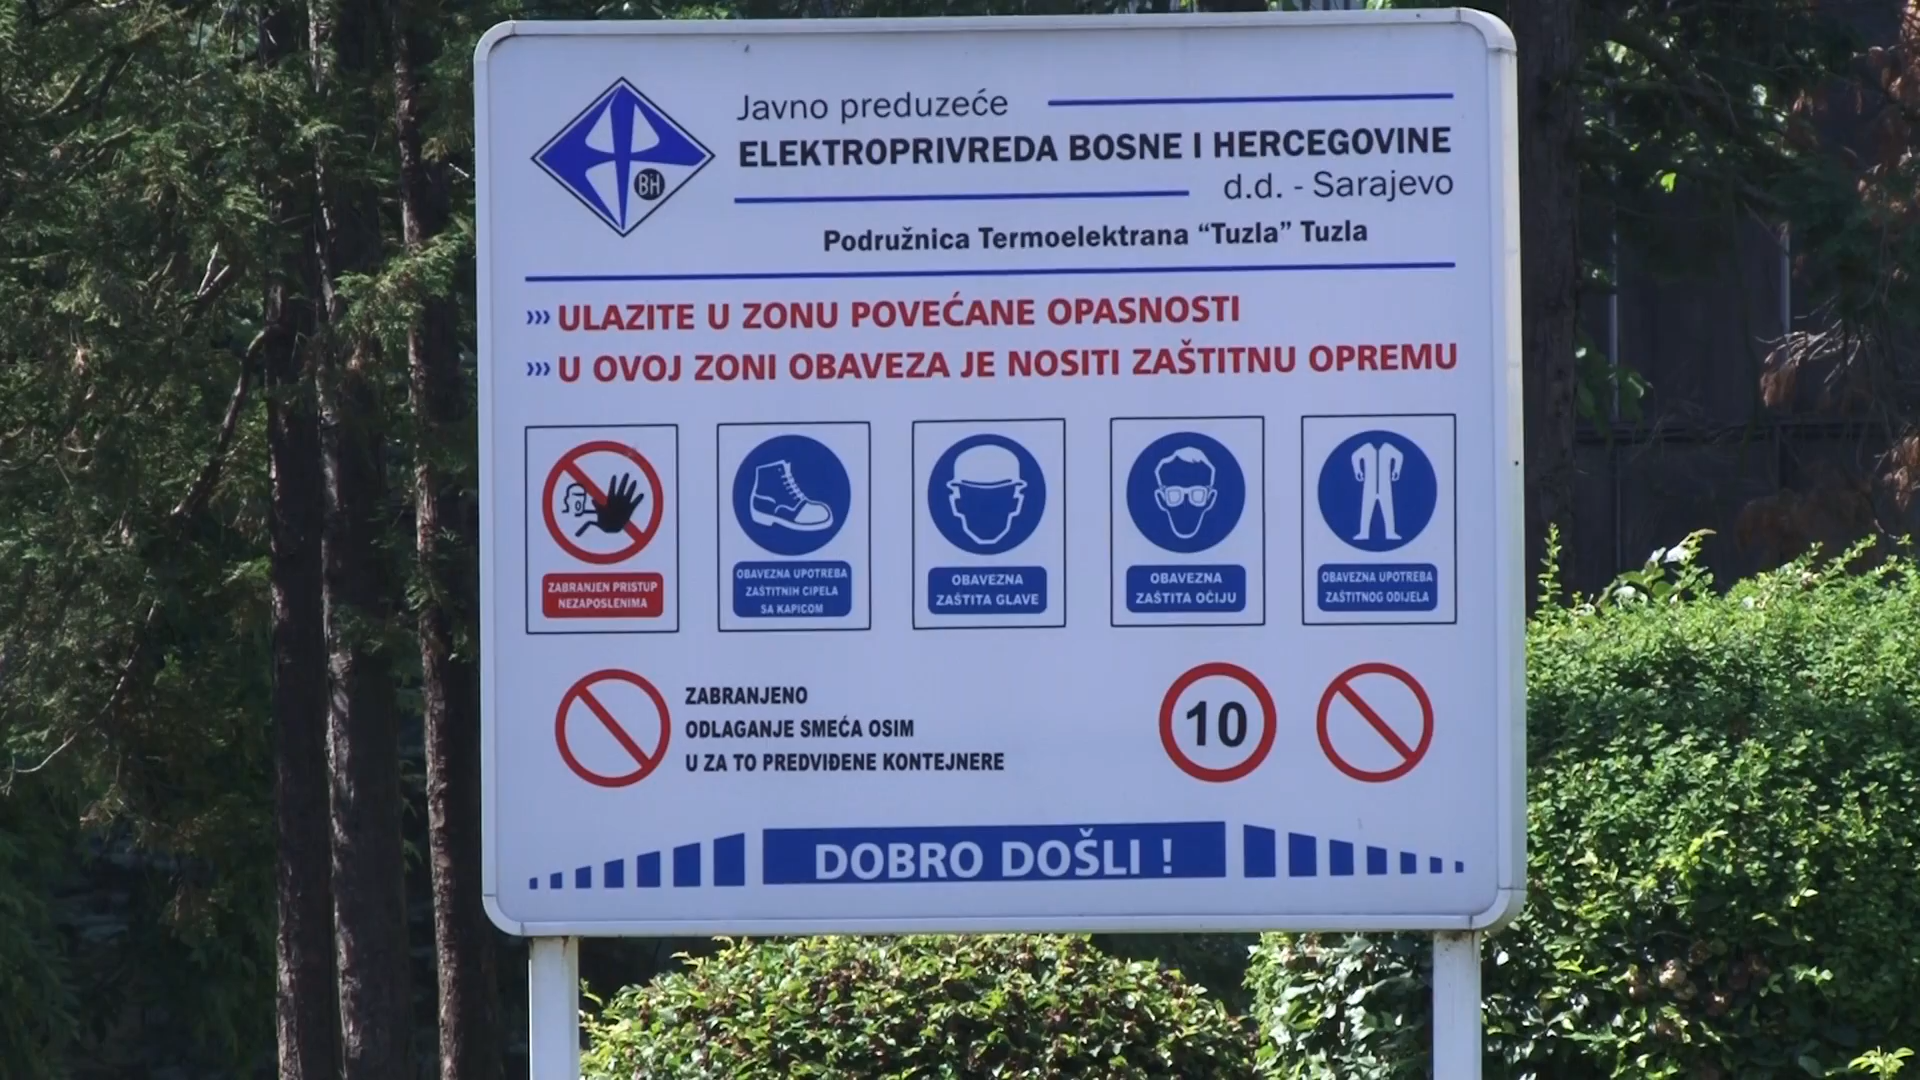 BH
Javno preduzeće
ELEKTROPRIVREDA BOSNE I HERCEGOVINE
d.d. - Sarajevo
Podružnica Termoelektrana “Tuzla” Tuzla
››› ULAZITE U ZONU POVEĆANE OPASNOSTI
››› U OVOJ ZONI OBAVEZA JE NOSITI ZAŠTITNU OPREMU
ZABRANJEN PRISTUP
NEZAPOSLENIMA
OBAVEZNA UPOTREBA
ZAŠTITNIH CIPELA
SA KAPICOM
OBAVEZNA
ZAŠTITA GLAVE
OBAVEZNA
ZAŠTITA OČIJU
OBAVEZNA UPOTREBA
ZAŠTITNOG ODIJELA
ZABRANJENO
ODLAGANJE SMEĆA OSIM
U ZA TO PREDVIĐENE KONTEJNERE
10
DOBRO DOŠLI !